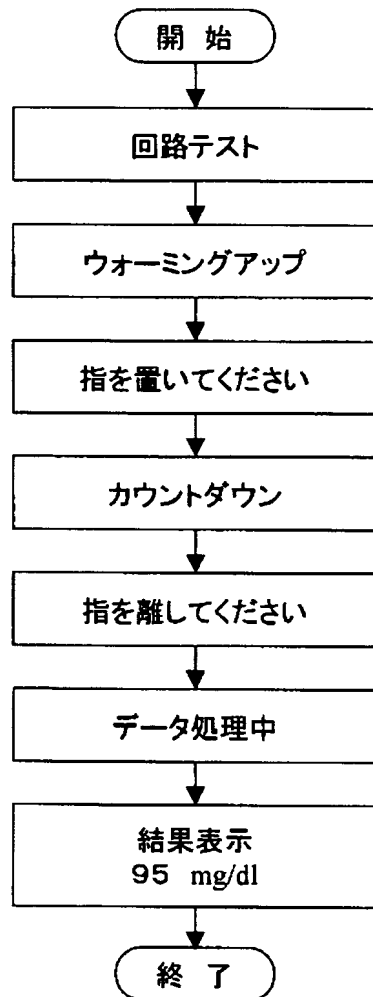 開 始
回路テスト
ウォーミングアップ
指を置いてください
カウントダウン
指を離してください
データ処理中
結果表示
95 mg/dl
終 了